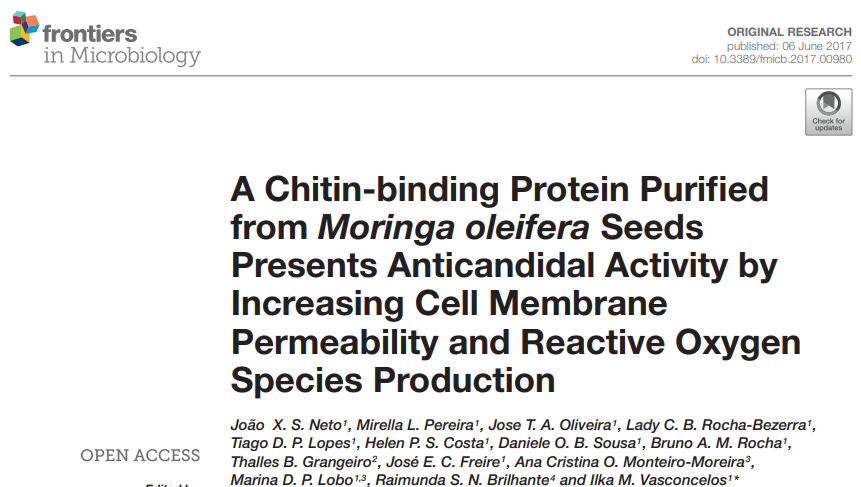 frontiers
in Microbiology
ORIGINAL RESEARCH
published: 06 June 2017
doi: 10.3389/fmicb.2017.00980
Check for
updates
A Chitin-binding Protein Purified
from Moringa oleifera Seeds
Presents Anticandidal Activity by
Increasing Cell Membrane
Permeability and Reactive Oxygen
Species Production
João X. S. Neto¹, Mirella L. Pereira¹, Jose T. A. Oliveira¹, Lady C. B. Rocha-Bezerra¹,
Tiago D. P. Lopes¹, Helen P. S. Costa¹, Daniele O. B. Sousa¹, Bruno A. M. Rocha¹,
Thalles B. Grangeiro², José E. C. Freire¹, Ana Cristina O. Monteiro-Moreira³,
Marina D. P. Lobo¹,³, Raimunda S. N. Brilhante⁴ and Ilka M. Vasconcelos¹*
OPEN ACCESS